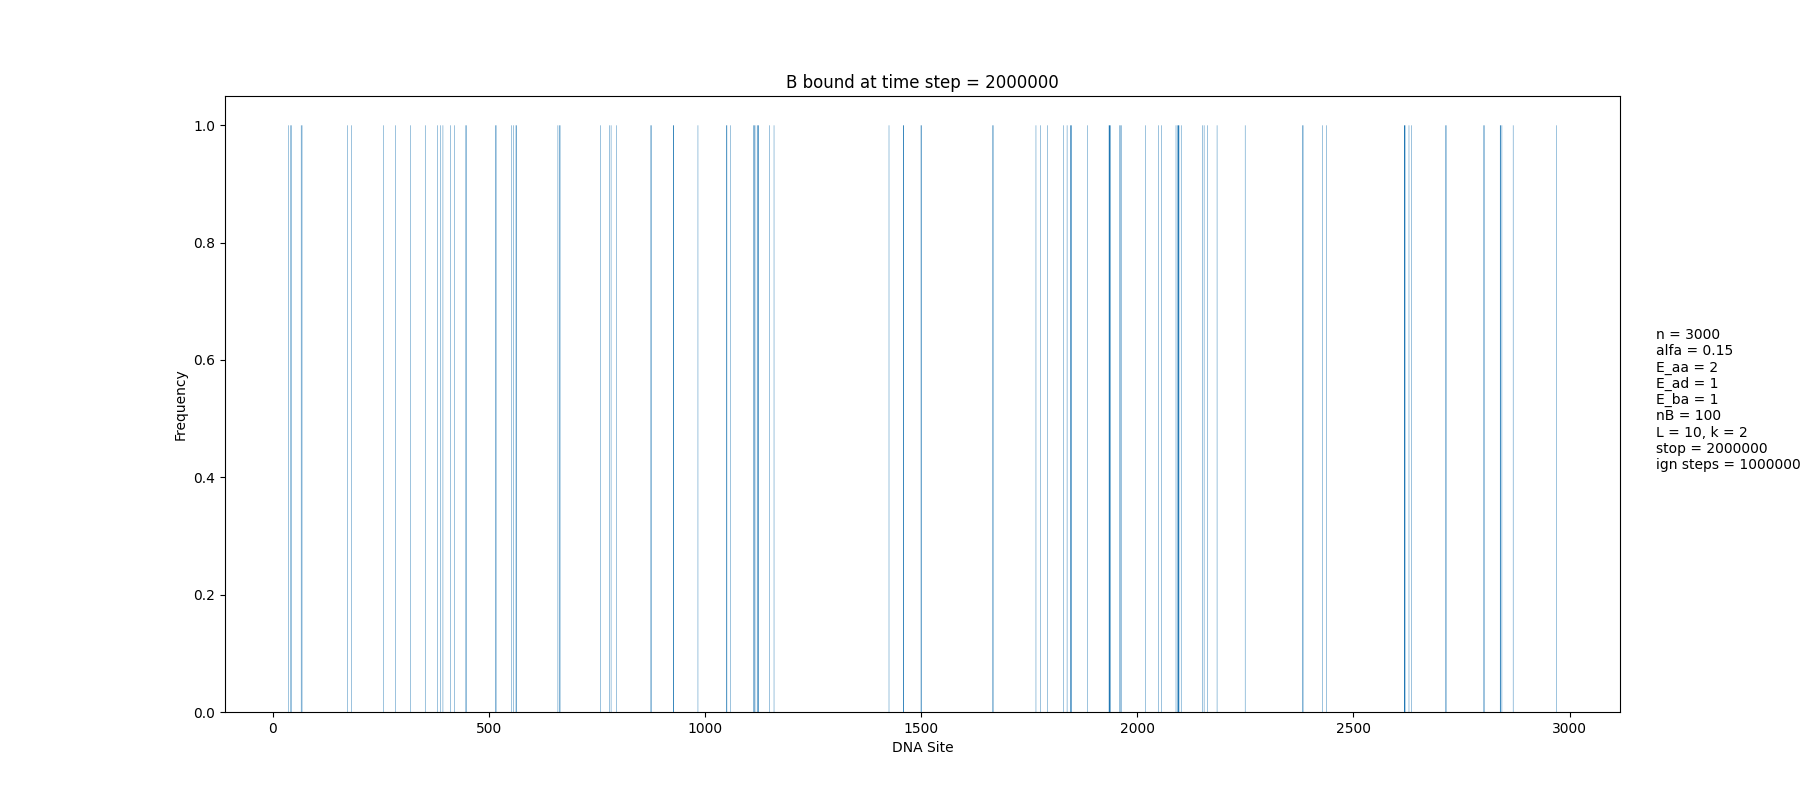 B bound at time step = 2000000
1.0
0.8
0.6
0.4
0.2
0.0
Frequency
0 500 1000 1500 2000 2500 3000
DNA Site
n = 3000
alfa = 0.15
E_aa = 2
E_ad = 1
E_ba = 1
nB = 100
L = 10, k = 2
stop = 2000000
ign steps = 1000000